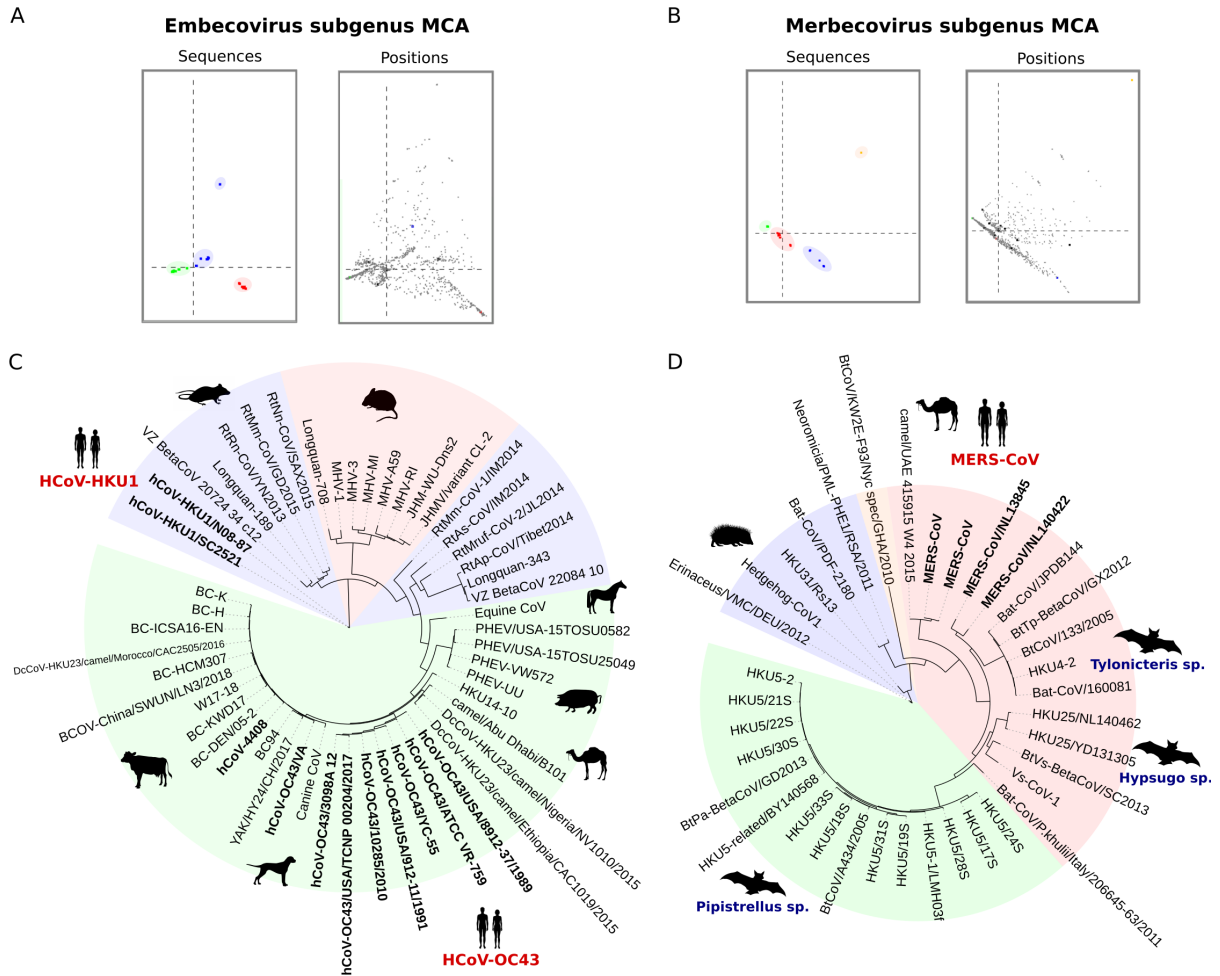 A
Embecovirus subgenus MCA
Sequences
Positions
B
Merbecovirus subgenus MCA
Sequences
Positions
C
HCoV-HKU1
hCoV-HKU1/SC2521
hCoV-HKU1/N08-87
VZ BetaCoV 20724 34 c12
Longquan-189
RtRn-CoV/YN2013
RtMm-CoV/GD2015
RtNn-CoV/SAX2015
Longquan-708
MHV-1
MHV-3
MHV-MI
MHV-A59
MHV-RI
JHM-WU-Dns2
JHMV/variant CL-2
RtMm-CoV-1/IM2014
RtAs-CoV/IM2014
RtMruf-CoV-2/JL2014
RtAp-CoV/Tibet2014
Longquan-343
VZ BetaCoV 22084 10
Equine CoV
PHEV/USA-15TOSU0582
PHEV/USA-15TOSU25049
PHEV-VW572
PHEV-UU
HKU14-10
camel/Abu Dhabi/B101
DcCoV-HKU23/camel/Nigeria/NV1010/2015
DcCoV-HKU23/camel/Ethiopia/CAC1019/2015
hCoV-OC43/USA/8912-37/1989
hCoV-OC43/ATCC VR-759
hCoV-OC43/YC-55
hCoV-OC43/USA/912-11/1991
hCoV-OC43/10285/2010
hCoV-OC43/USA/TCNP 00204/2017
hCoV-OC43/3098A 12
Canine CoV
hCoV-OC43/NA
YAK/HY24/CH/2017
BC94
hCoV-4408
BC-DEN/05-2
BC-KWD17
W17-18
BCOV-China/SWUN/LN3/2018
BC-HCM307
DcCoV-HKU23/camel/Morocco/CAC2505/2016
BC-ICSA16-EN
BC-H
BC-K
HCoV-OC43
D
MERS-CoV
Erinaceus/VMC/DEU/2012
Hedgehog-CoV1
HKU31/Rs13
Bat-CoV/PDF-2180
Neoromicia/PML-PHE1/RSA/2011
BtCoV/KW2E-F93/Nyc spec/GHA/2010
camel/UAE 415915 W4 2015
MERS-CoV
MERS-CoV
MERS-CoV/NL13845
MERS-CoV/NL140422
Bat-CoV/JPDB144
BtTp-BetaCoV/GX2012
BtCoV/133/2005
HKU4-2
Bat-CoV/160081
Tylonicteris sp.
HKU25/NL140462
HKU25/YD131305
BtVs-BetaCoV/SC2013
Vs-CoV-1
Bat-CoV/P.khulii/Italy/206645-63/2011
Hypsugo sp.
HKU5/24S
HKU5/17S
HKU5/28S
HKU5-1/LMH03f
HKU5/19S
HKU5/31S
BtCoV/A434/2005
HKU5/18S
HKU5/33S
HKU5-related/BY140568
BtPa-BetaCoV/GD2013
HKU5/30S
HKU5/22S
HKU5/21S
HKU5-2
Pipistrellus sp.